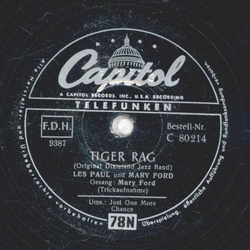 Capitol
A CAPITOL RECORDS, INC., U.S.A. RECORDING
TELEFUNKEN
F.D.H.
9387
Bestell-Nr.
C 80214
TIGER RAG
(Original Dixieland Jazz Band)
LES PAUL und MARY FORD
Gesang: Mary Ford
[Trickaufnahme]
Ums.: Just One More
Chance
78N